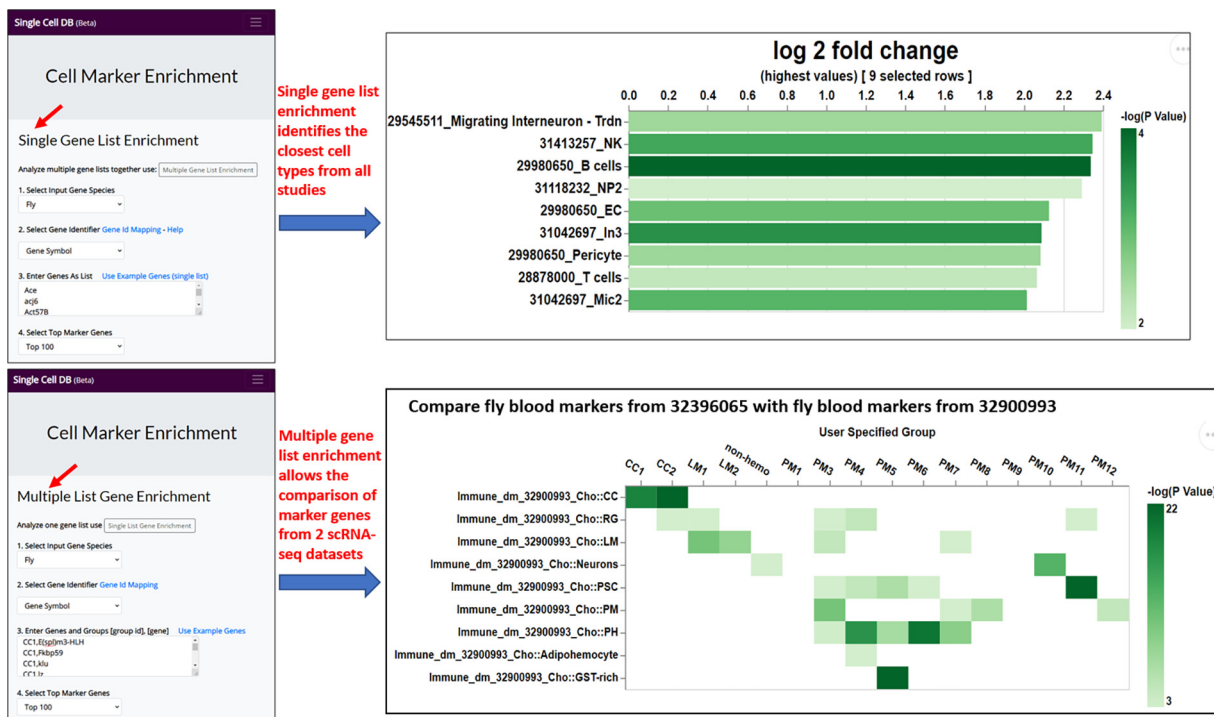 Single Cell DB (Beta)
Cell Marker Enrichment
Single Gene List Enrichment
Analyze multiple gene lists together use: Multiple Gene List Enrichment
1. Select Input Gene Species
Fly
2. Select Gene Identifier Gene Id Mapping - Help
Gene Symbol
3. Enter Genes As List Use Example Genes (single list)
Ace
acj6
Act57B
4. Select Top Marker Genes
Top 100
Single gene list
enrichment
identifies the
closest cell
types from all
studies
log 2 fold change
(highest values) [ 9 selected rows ]
0.0 0.2 0.4 0.6 0.8 1.0 1.2 1.4 1.6 1.8 2.0 2.2 2.4
29545511_Migrating Interneuron - Trdn
31413257_NK
29980650_B cells
31118232_NP2
29980650_EC
31042697_In3
29980650_Pericyte
28878000_T cells
31042697_Mic2
-log(P Value)
4
2
Single Cell DB (Beta)
Cell Marker Enrichment
Multiple List Gene Enrichment
Analyze one gene list use Single List Gene Enrichment
1. Select Input Gene Species
Fly
2. Select Gene Identifier Gene Id Mapping
Gene Symbol
3. Enter Genes and Groups [group id], [gene] Use Example Genes
CC1,E(spl)m3-HLH
CC1,Fkbp59
CC1,klu
CC1,lz
4. Select Top Marker Genes
Top 100
Multiple gene
list enrichment
allows the
comparison of
marker genes
from 2 scRNA-
seq datasets
Compare fly blood markers from 32396065 with fly blood markers from 32900993
User Specified Group
CC1 CC2 LM1 LM2 non-hemo PM1 PM3 PM4 PM5 PM6 PM7 PM8 PM9 PM10 PM11 PM12
Immune_dm_32900993_Cho::CC
Immune_dm_32900993_Cho::RG
Immune_dm_32900993_Cho::LM
Immune_dm_32900993_Cho::Neurons
Immune_dm_32900993_Cho::PSC
Immune_dm_32900993_Cho::PM
Immune_dm_32900993_Cho::PH
Immune_dm_32900993_Cho::Adipohemocyte
Immune_dm_32900993_Cho::GST-rich
-log(P Value)
22
3